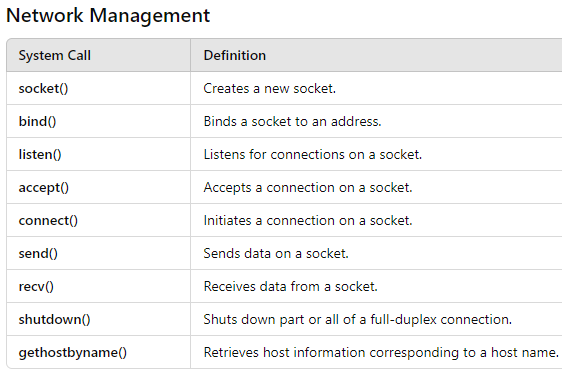 Network Management
System Call Definition
socket() Creates a new socket.
bind() Binds a socket to an address.
listen() Listens for connections on a socket.
accept() Accepts a connection on a socket.
connect() Initiates a connection on a socket.
send() Sends data on a socket.
recv() Receives data from a socket.
shutdown() Shuts down part or all of a full-duplex connection.
gethostbyname() Retrieves host information corresponding to a host name.